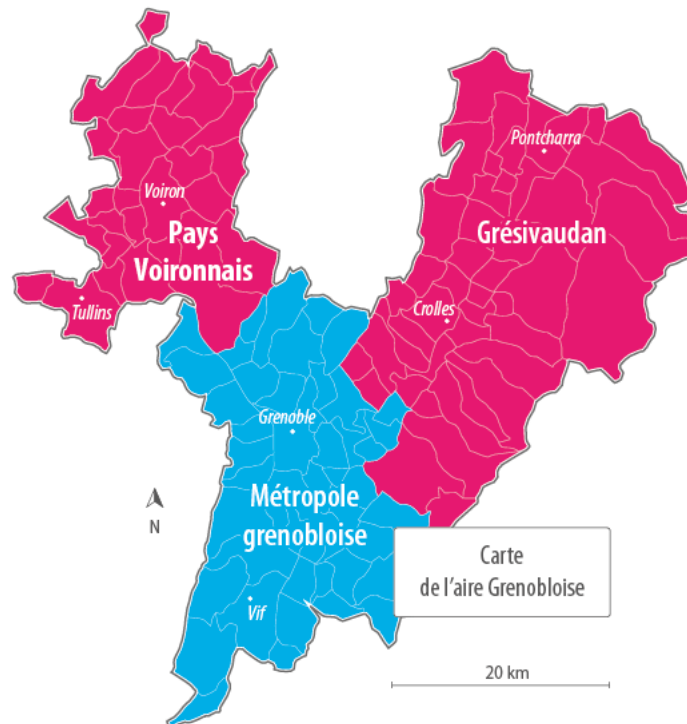 Pontcharra
Voiron
Pays
Voironnais
Grésivaudan
Tullins
Crolles
Grenoble
Métropole
grenobloise
N
Carte
de l'aire Grenobloise
Vif
20 km